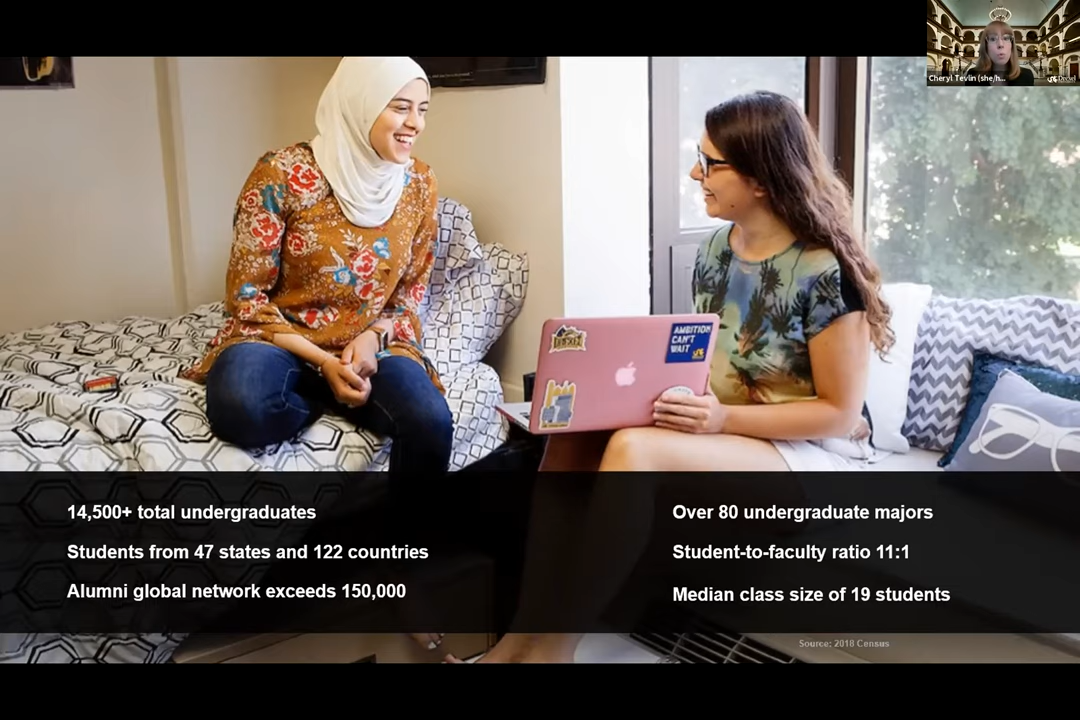 Cheryl Tevlin (she/h...
Drexel
AMBITION
CAN'T
WAIT
14,500+ total undergraduates
Students from 47 states and 122 countries
Alumni global network exceeds 150,000
Over 80 undergraduate majors
Student-to-faculty ratio 11:1
Median class size of 19 students
Source: 2018 Census